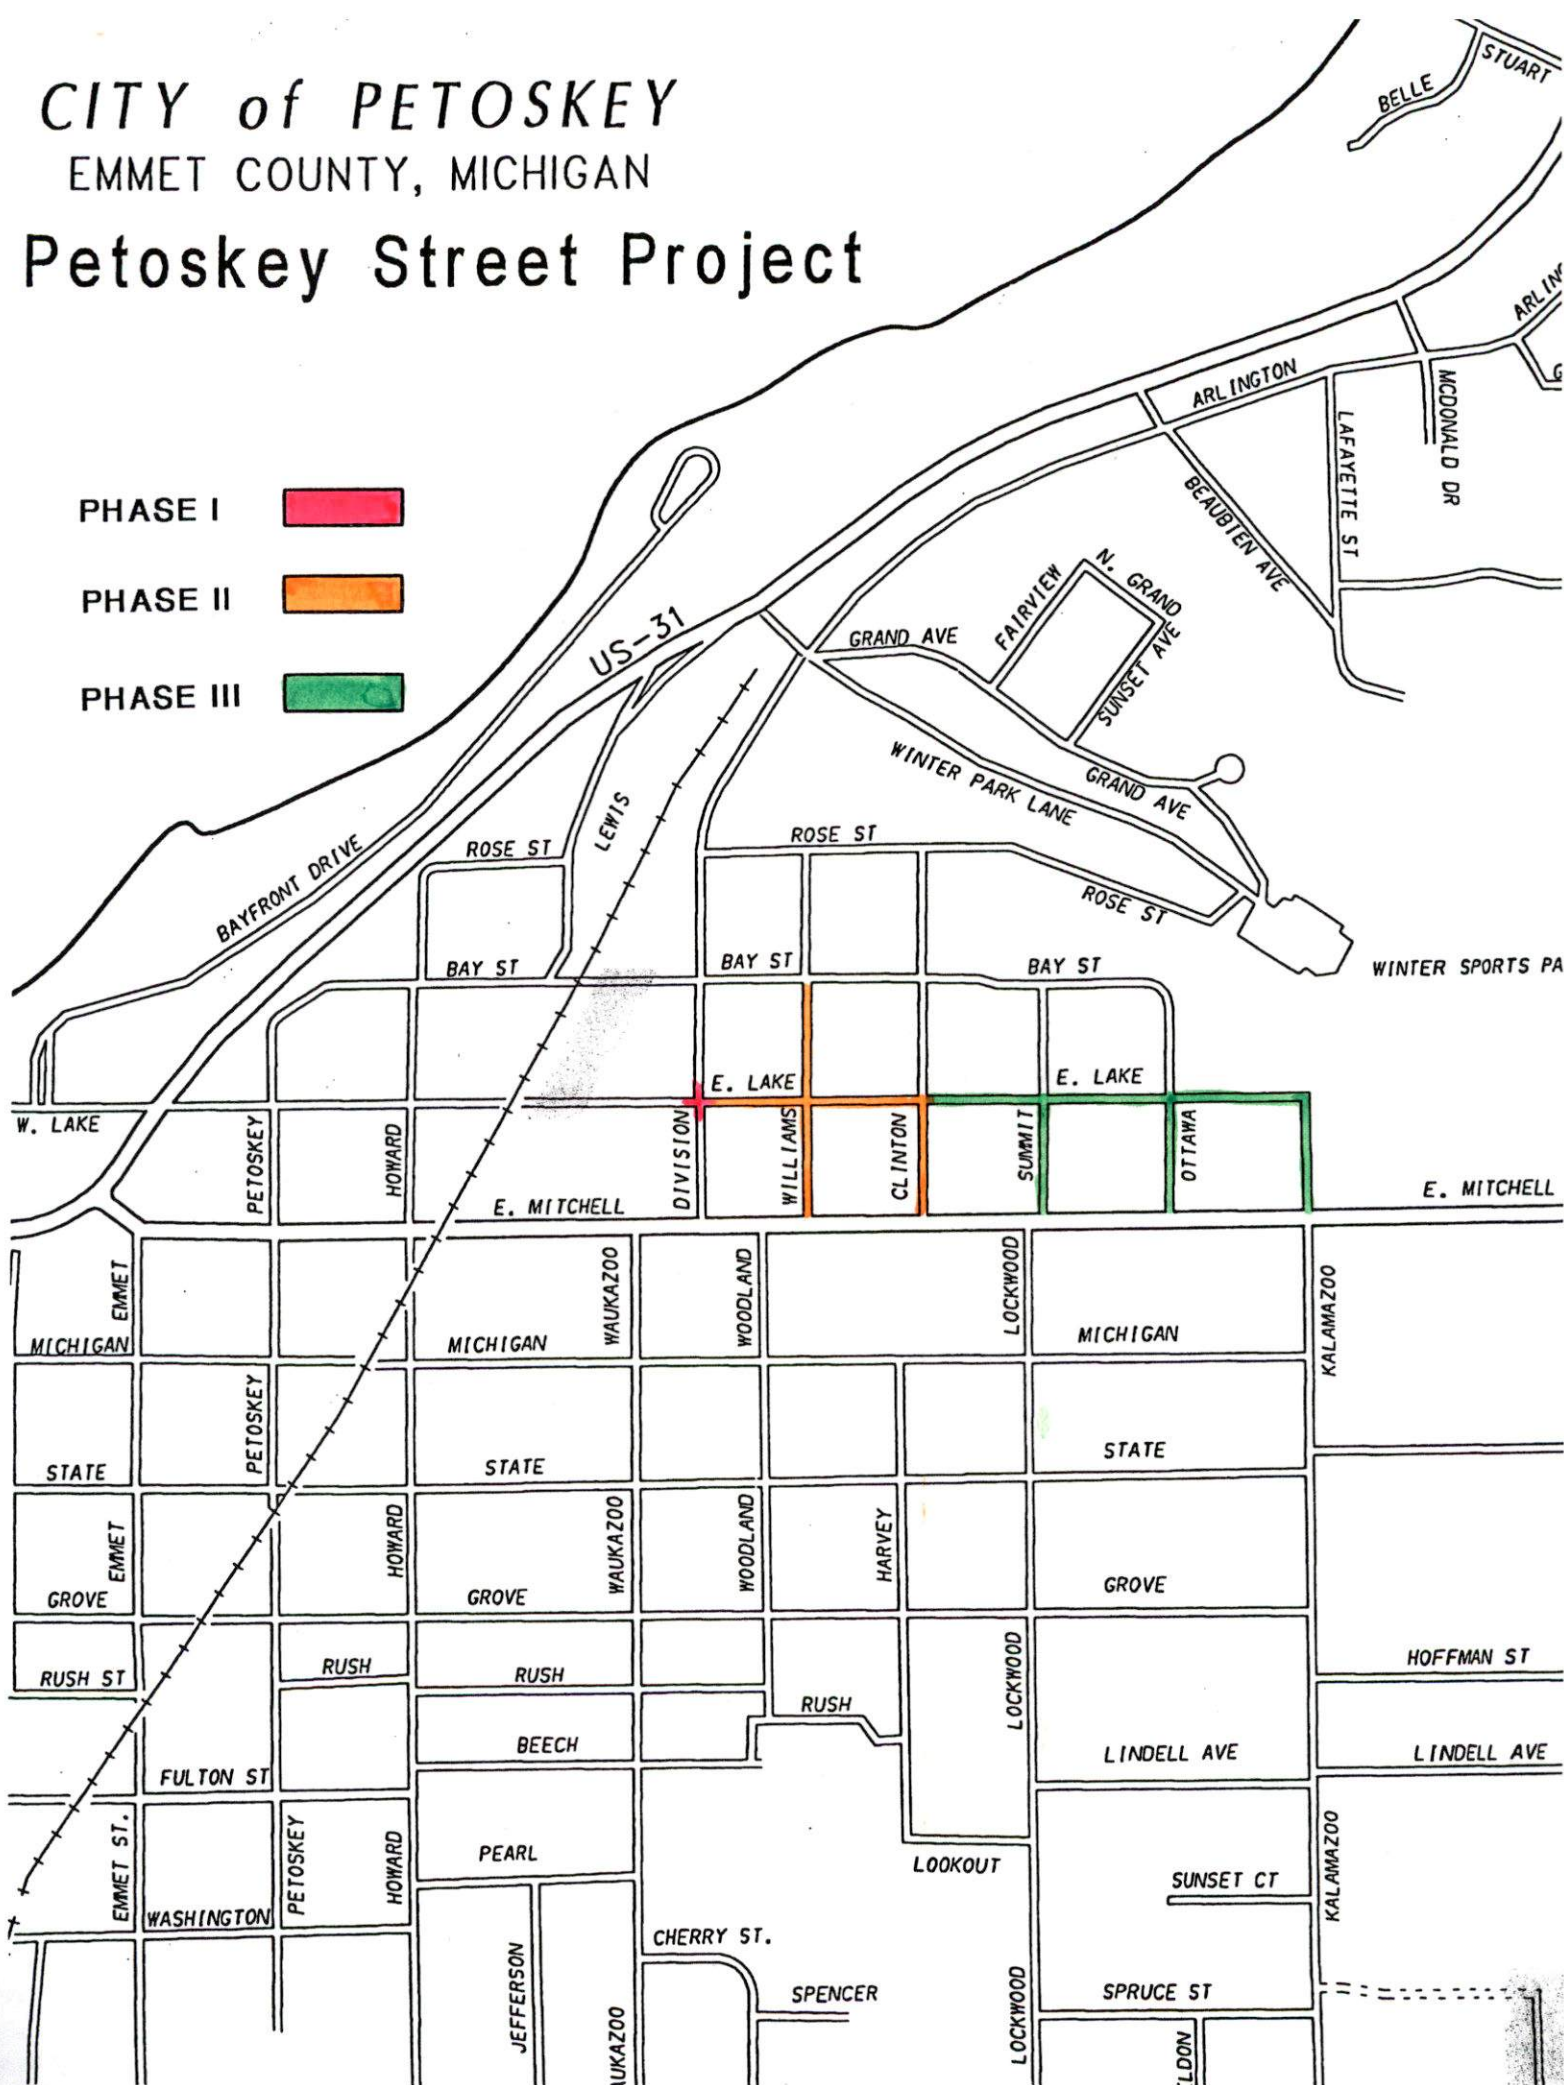 CITY of PETOSKEY
EMMET COUNTY, MICHIGAN
Petoskey Street Project
BELLE
STUART
ARLINGTON
MCDONALD DR
LAFAYETTE ST
BEAUBIEN AVE
PHASE I
PHASE II
PHASE III
US-31
GRAND AVE
FAIRVIEW
N. GRAND
SUNSET AVE
WINTER PARK LANE
GRAND AVE
LEWIS
ROSE ST
ROSE ST
ROSE ST
BAYFRONT DRIVE
BAY ST
BAY ST
BAY ST
WINTER SPORTS PA
E. LAKE
E. LAKE
W. LAKE
PETOSKEY
HOWARD
DIVISION
WILLIAMS
CLINTON
SUMMIT
OTTAWA
E. MITCHELL
E. MITCHELL
EMMET
WAUKAZOO
WOODLAND
LOCKWOOD
KALAMAZOO
MICHIGAN
MICHIGAN
MICHIGAN
PETOSKEY
STATE
STATE
STATE
EMMET
HOWARD
WAUKAZOO
WOODLAND
HARVEY
GROVE
GROVE
GROVE
RUSH ST
RUSH
RUSH
RUSH
LOCKWOOD
HOFFMAN ST
BEECH
LINDELL AVE
LINDELL AVE
FULTON ST
EMMET ST.
PETOSKEY
HOWARD
PEARL
LOOKOUT
SUNSET CT
KALAMAZOO
WASHINGTON
CHERRY ST.
JEFFERSON
SPENCER
LOCKWOOD
SPRUCE ST